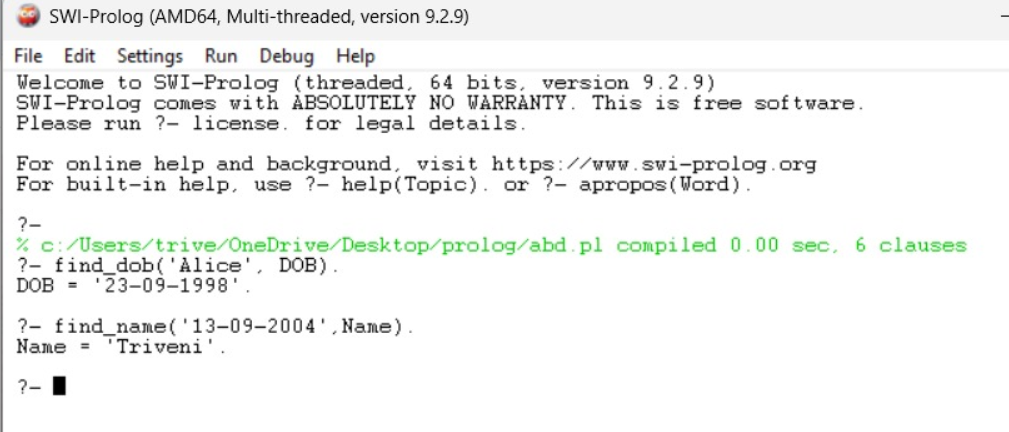 SWI-Prolog (AMD64, Multi-threaded, version 9.2.9)
File Edit Settings Run Debug Help
Welcome to SWI-Prolog (threaded, 64 bits, version 9.2.9)
SWI-Prolog comes with ABSOLUTELY NO WARRANTY. This is free software.
Please run ?- license. for legal details.
For online help and background, visit https://www.swi-prolog.org
For built-in help, use ?- help(Topic). or ?- apropos(Word).
?-
% c:/Users/trive/OneDrive/Desktop/prolog/abd.pl compiled 0.00 sec, 6 clauses
?- find_dob('Alice', DOB).
DOB = '23-09-1998'.
?- find_name('13-09-2004',Name).
Name = 'Triveni'.
?-